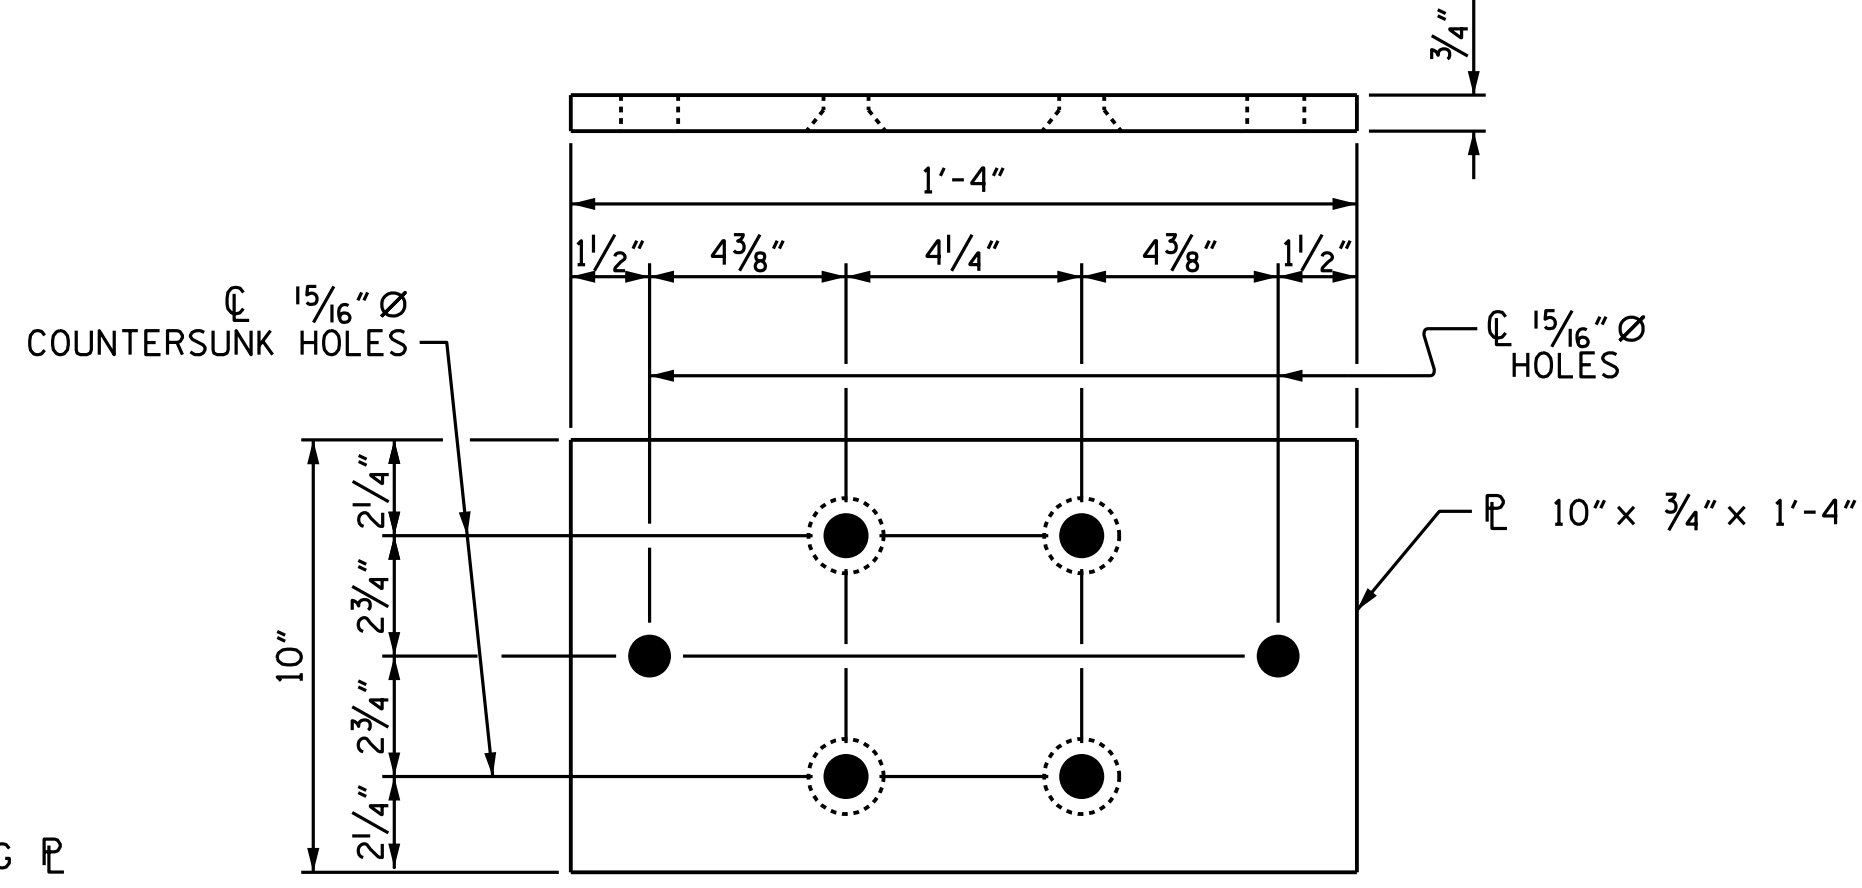 3/4"
1'-4"
1 1/2" 4 3/8" 4 1/4" 4 3/8" 1 1/2"
℄ 15/16" Ø
COUNTERSUNK HOLES
℄ 15/16" Ø
HOLES
2 1/4"
2 3/4"
10"
2 3/4"
2 1/4"
PL 10" x 3/4" x 1'-4"
G PL